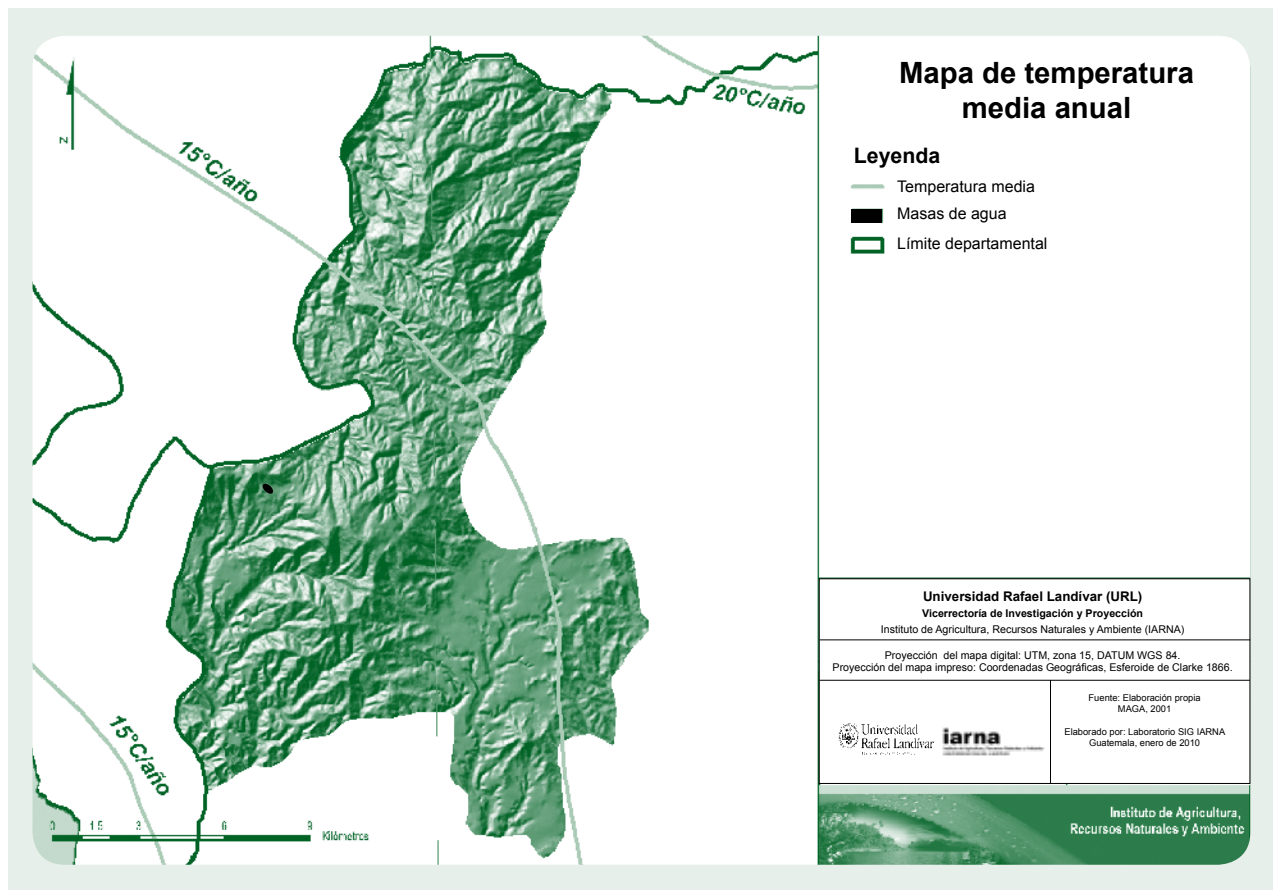 Mapa de temperatura
media anual
Leyenda
Temperatura media
Masas de agua
Límite departamental
20°C/año
15°C/año
15°C/año
N
0 1.5 3 6 9 Kilómetros
Universidad Rafael Landívar (URL)
Vicerrectoría de Investigación y Proyección
Instituto de Agricultura, Recursos Naturales y Ambiente (IARNA)
Proyección del mapa digital: UTM, zona 15, DATUM WGS 84.
Proyección del mapa impreso: Coordenadas Geográficas, Esferoide de Clarke 1866.
Universidad
Rafael Landívar
iarna
Fuente: Elaboración propia
MAGA, 2001
Elaborado por: Laboratorio SIG IARNA
Guatemala, enero de 2010
Instituto de Agricultura,
Recursos Naturales y Ambiente